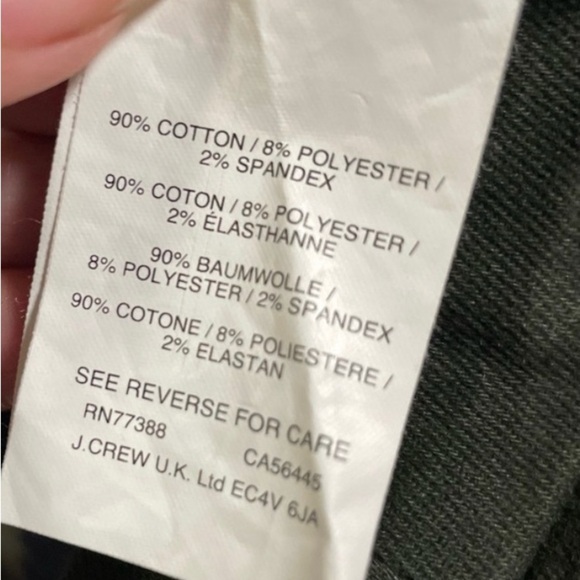 90% COTTON / 8% POLYESTER /
2% SPANDEX
90% COTON / 8% POLYESTER /
2% ÉLASTHANNE
90% BAUMWOLLE /
8% POLYESTER / 2% SPANDEX
90% COTONE / 8% POLIESTERE /
2% ELASTAN
SEE REVERSE FOR CARE
RN77388 CA56445
J.CREW U.K. Ltd EC4V 6JA